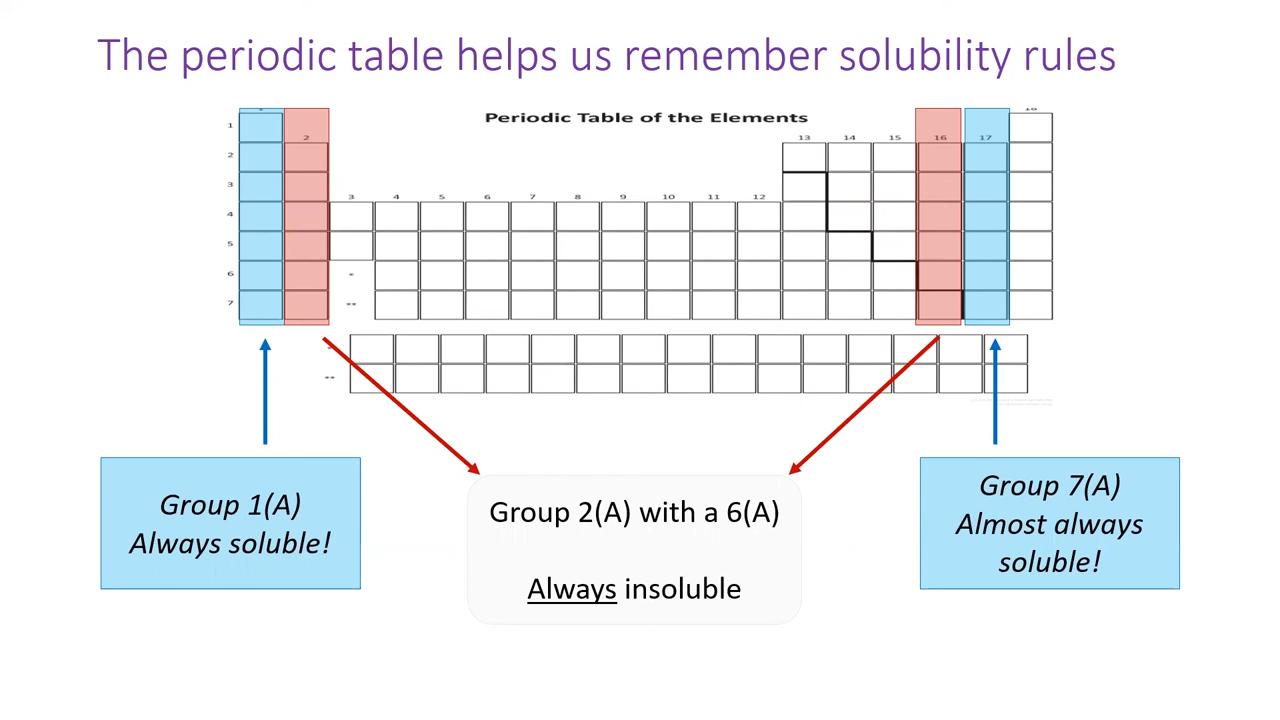 The periodic table helps us remember solubility rules
Periodic Table of the Elements
18
1
2
13 14 15 16 17
2
3
3 4 5 6 7 8 9 10 11 12
4
5
6 *
7 **
**
Group 1(A)
Always soluble!
Group 2(A) with a 6(A)
Always insoluble
Group 7(A)
Almost always
soluble!